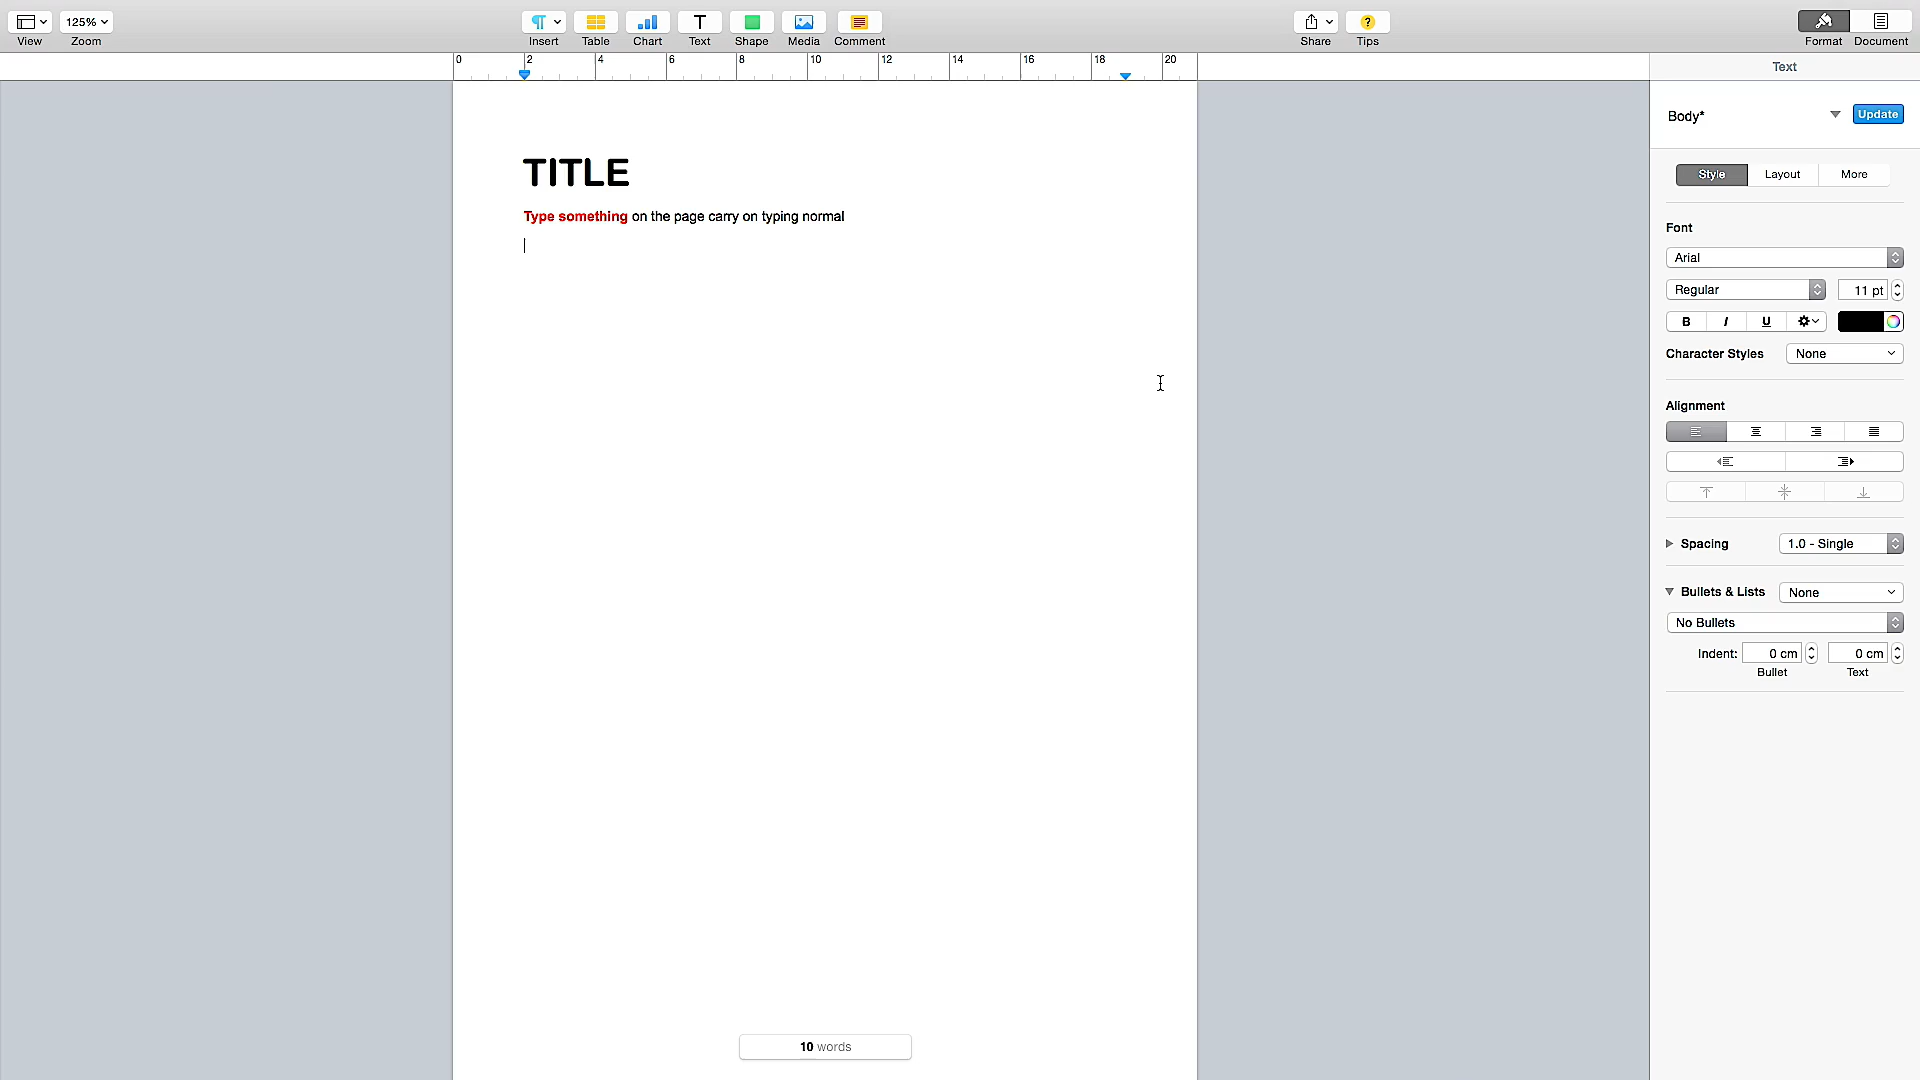 View
125%
Zoom
Insert
Table
Chart
T
Text
Shape
Media
Comment
Share
?
Tips
Format
Document
0 2 4 6 8 10 12 14 16 18 20
Text
Body*
Update
Style
Layout
More
TITLE
Type something on the page carry on typing normal
Font
Arial
Regular
11 pt
B I U
Character Styles
None
Alignment
Spacing
1.0 - Single
Bullets & Lists
None
No Bullets
Indent:
0 cm
0 cm
Bullet
Text
10 words